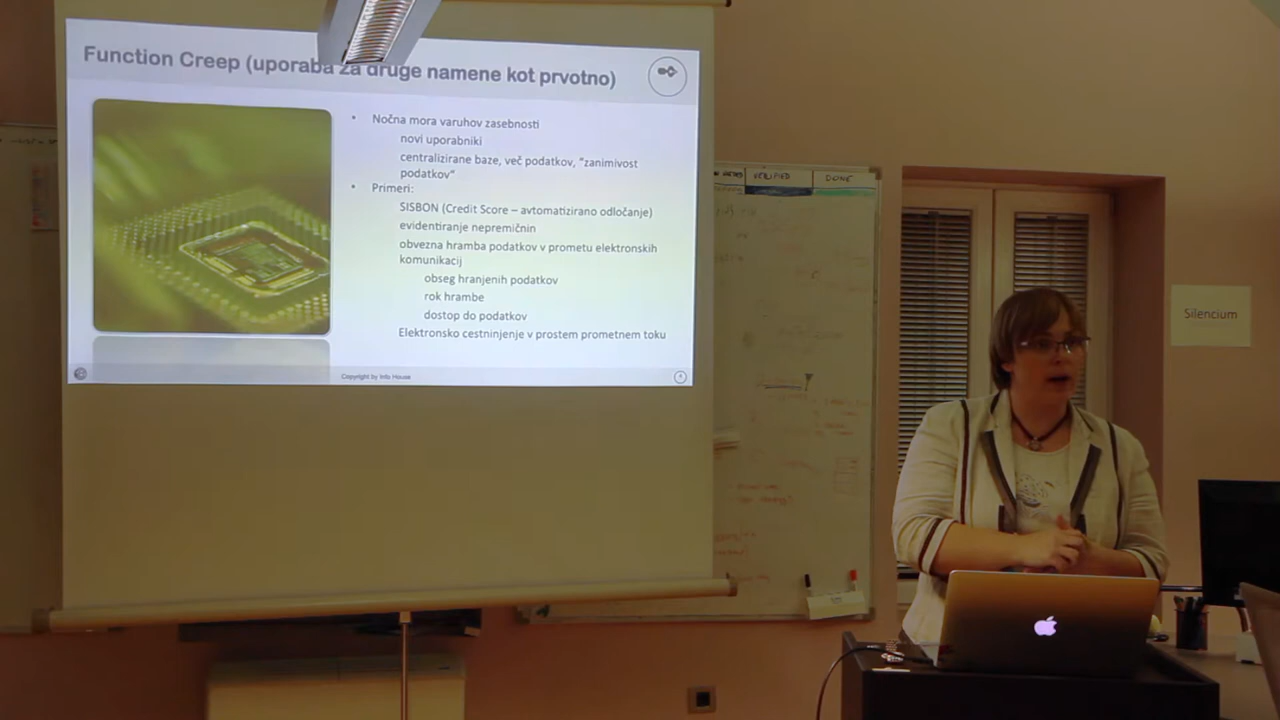 Function Creep (uporaba za druge namene kot prvotno)
• Nočna mora varuhov zasebnosti
novi uporabniki
centralizirane baze, več podatkov, "zanimivost
podatkov"
• Primeri:
SISBON (Credit Score – avtomatizirano odločanje)
evidentiranje nepremičnin
obvezna hramba podatkov v prometu elektronskih
komunikacij
obseg hranjenih podatkov
rok hrambe
dostop do podatkov
Elektronsko cestninjenje v prostem prometnem toku
Copyright by Info House
VERIFIED
DONE
Silencium